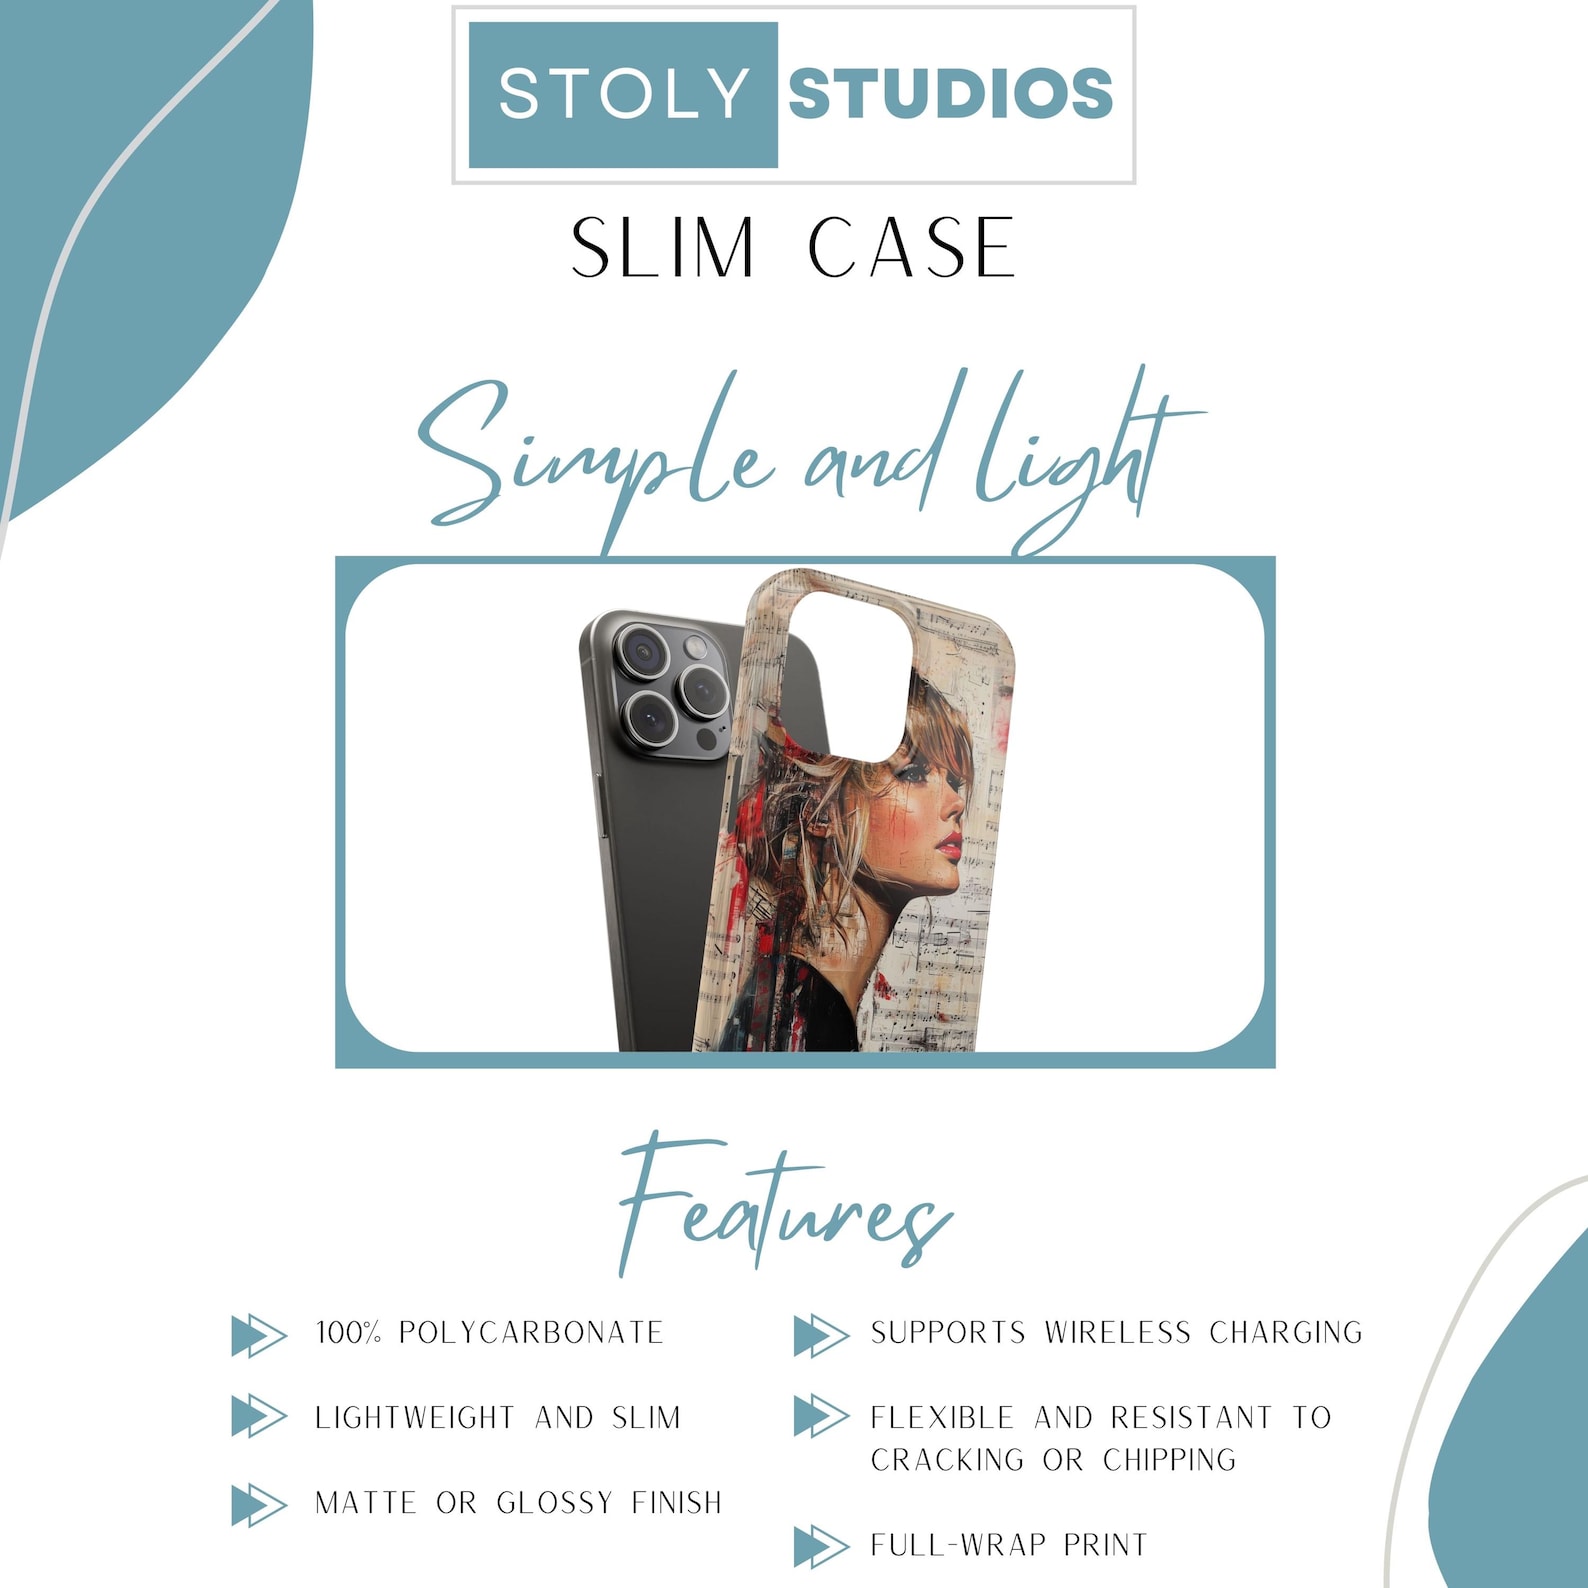 STOLY STUDIOS
SLIM CASE
Simple and light
Features
100% POLYCARBONATE
LIGHTWEIGHT AND SLIM
MATTE OR GLOSSY FINISH
SUPPORTS WIRELESS CHARGING
FLEXIBLE AND RESISTANT TO
CRACKING OR CHIPPING
FULL-WRAP PRINT